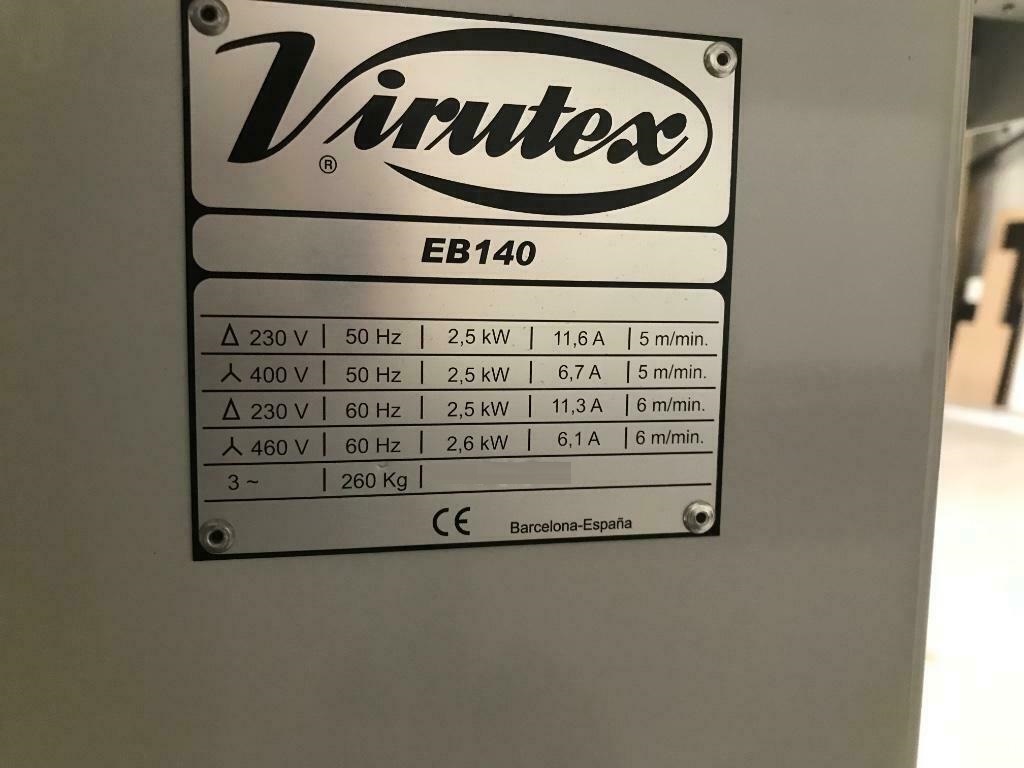 Virutex
®
EB140
Δ 230 V | 50 Hz | 2,5 kW | 11,6 A | 5 m/min.
⅄ 400 V | 50 Hz | 2,5 kW | 6,7 A | 5 m/min.
Δ 230 V | 60 Hz | 2,5 kW | 11,3 A | 6 m/min.
⅄ 460 V | 60 Hz | 2,6 kW | 6,1 A | 6 m/min.
3 ~ | 260 Kg |
CE Barcelona-España